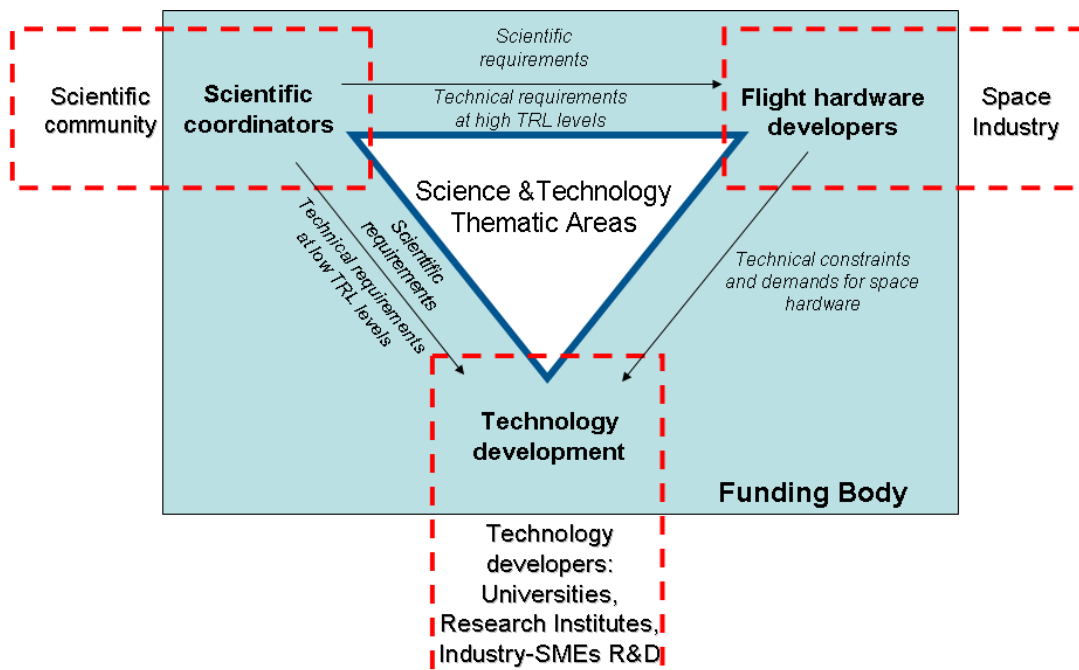 Scientific
community
Scientific
coordinators
Scientific
requirements
Technical requirements
at high TRL levels
Flight hardware
developers
Space
Industry
Science &Technology
Thematic Areas
Scientific
requirements
Technical requirements
at low TRL levels
Technical constraints
and demands for space
hardware
Technology
development
Funding Body
Technology
developers:
Universities,
Research Institutes,
Industry-SMEs R&D